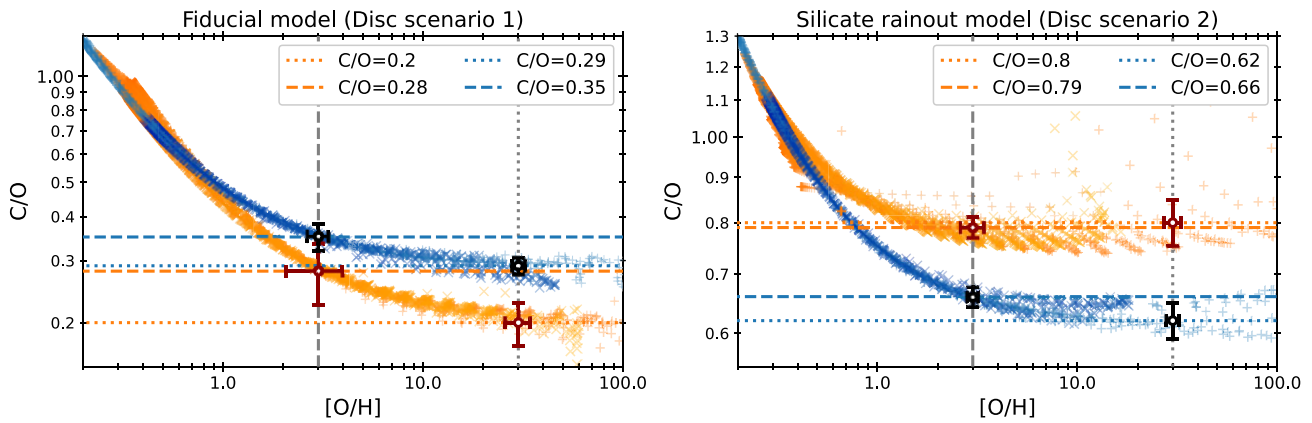 Fiducial model (Disc scenario 1)
C/O=0.2
C/O=0.28
C/O=0.29
C/O=0.35
1.00
0.9
0.8
0.7
0.6
0.5
0.4
0.3
0.2
C/O
1.0
10.0
100.0
[O/H]
Silicate rainout model (Disc scenario 2)
C/O=0.8
C/O=0.79
C/O=0.62
C/O=0.66
1.3
1.2
1.1
1.00
0.9
0.8
0.7
0.6
C/O
1.0
10.0
100.0
[O/H]